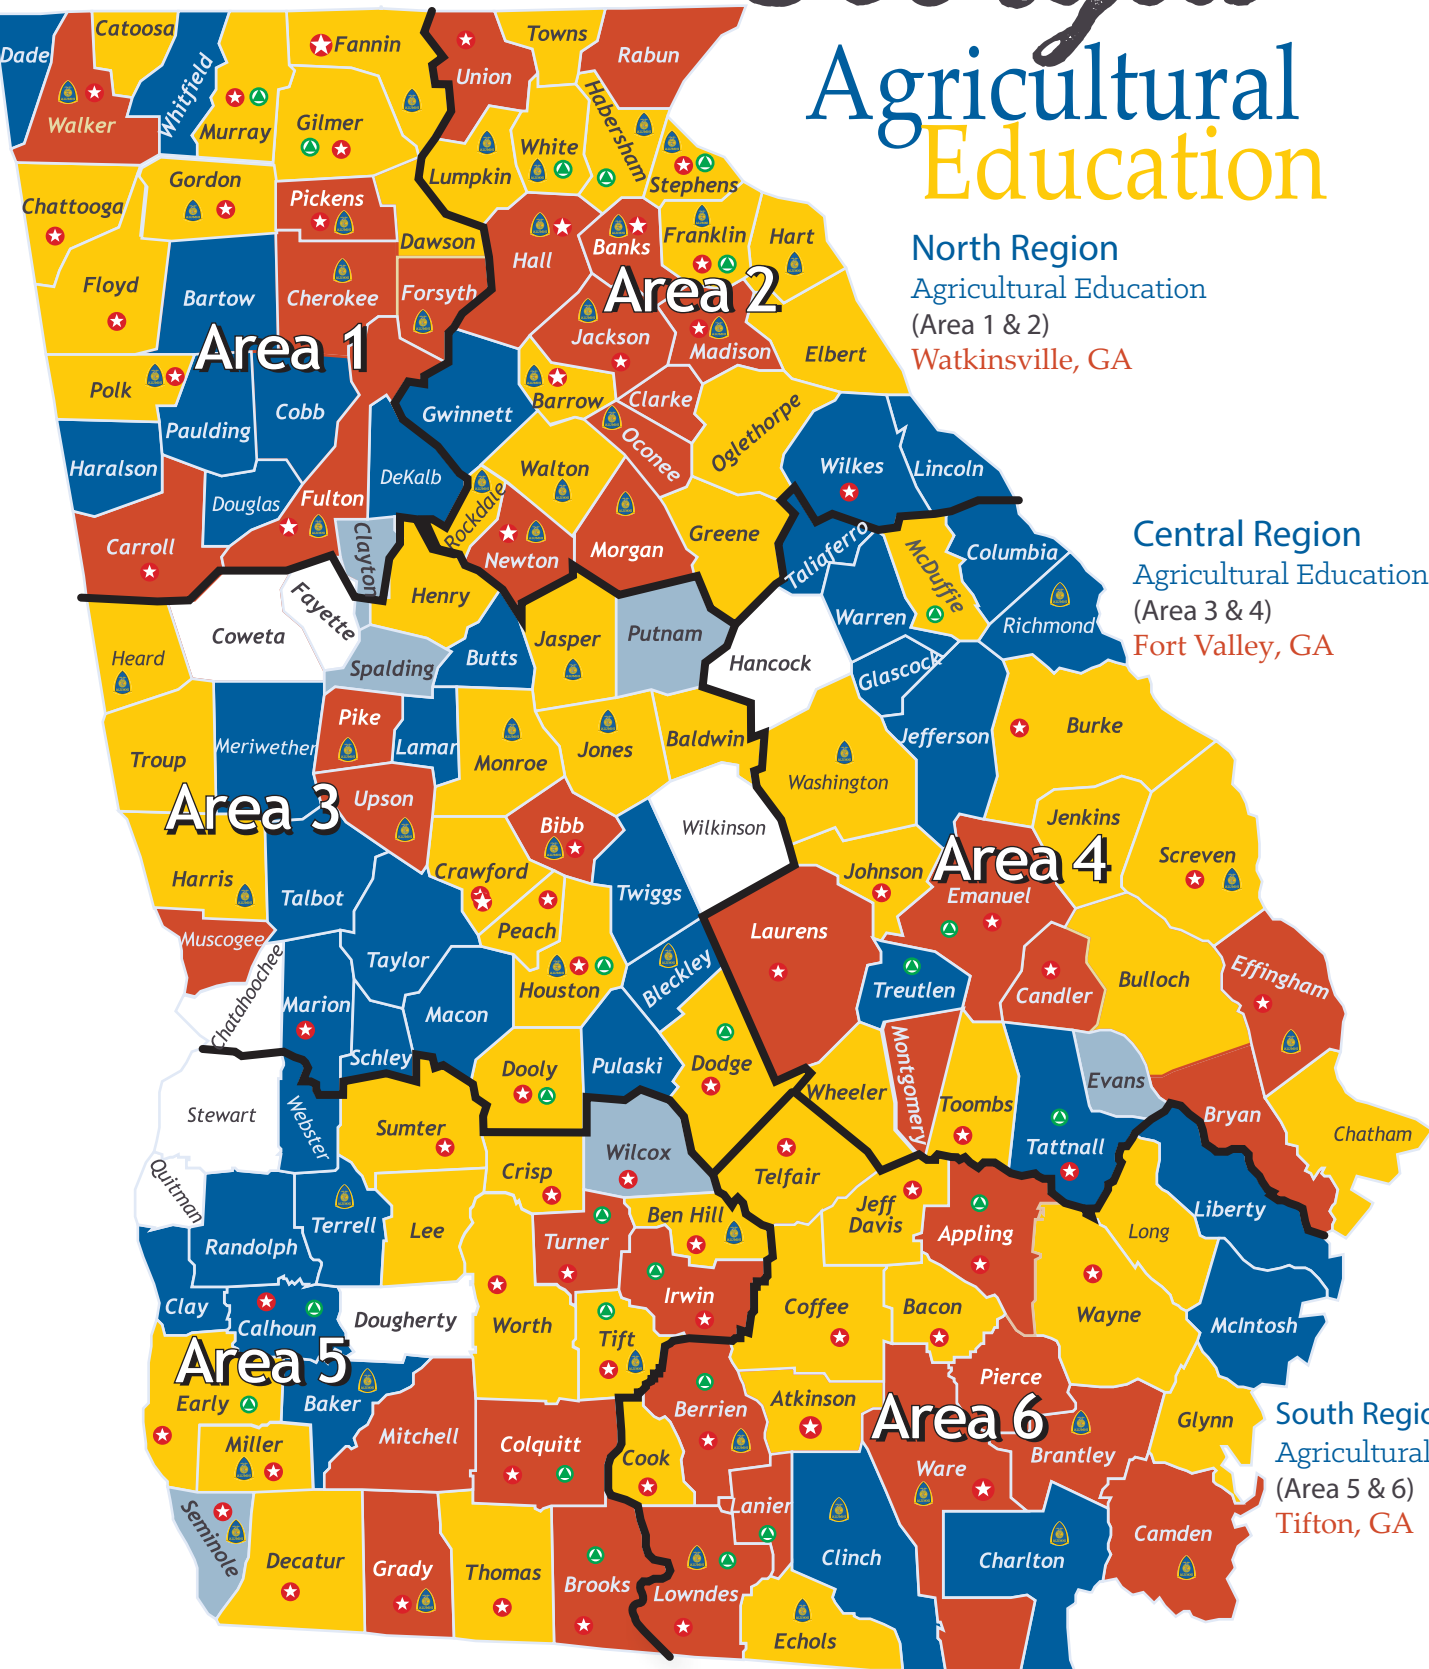 Agricultural
Education
North Region
Agricultural Education
(Area 1 & 2)
Watkinsville, GA
Central Region
Agricultural Education
(Area 3 & 4)
Fort Valley, GA
South Regio
Agricultural
(Area 5 & 6)
Tifton, GA
Area 1
Dade
Walker
Catoosa
Whitfield
Murray
Fannin
Gilmer
Chattooga
Gordon
Pickens
Dawson
Floyd
Bartow
Cherokee
Forsyth
Polk
Paulding
Cobb
Haralson
Douglas
Fulton
DeKalb
Carroll
Clayton
Area 2
Union
Towns
Rabun
Lumpkin
White
Habersham
Stephens
Hall
Banks
Franklin
Hart
Jackson
Madison
Elbert
Gwinnett
Barrow
Clarke
Oconee
Oglethorpe
Wilkes
Lincoln
Walton
Rockdale
Newton
Morgan
Greene
Area 3
Coweta
Fayette
Henry
Heard
Spalding
Butts
Jasper
Putnam
Troup
Meriwether
Pike
Lamar
Monroe
Jones
Baldwin
Upson
Bibb
Wilkinson
Harris
Talbot
Crawford
Peach
Twiggs
Muscogee
Chatahoochee
Marion
Taylor
Macon
Schley
Houston
Bleckley
Dooly
Pulaski
Dodge
Area 4
Taliaferro
McDuffie
Columbia
Warren
Richmond
Hancock
Glascock
Jefferson
Burke
Washington
Jenkins
Screven
Johnson
Emanuel
Laurens
Treutlen
Candler
Bulloch
Effingham
Wheeler
Montgomery
Toombs
Tattnall
Evans
Bryan
Chatham
Area 5
Stewart
Webster
Sumter
Crisp
Wilcox
Quitman
Randolph
Terrell
Lee
Turner
Ben Hill
Irwin
Clay
Calhoun
Dougherty
Worth
Tift
Early
Baker
Miller
Mitchell
Colquitt
Seminole
Decatur
Grady
Thomas
Brooks
Area 6
Telfair
Jeff
Davis
Appling
Long
Liberty
Coffee
Bacon
Wayne
McIntosh
Berrien
Atkinson
Pierce
Glynn
Cook
Ware
Brantley
Lanier
Clinch
Charlton
Camden
Lowndes
Echols